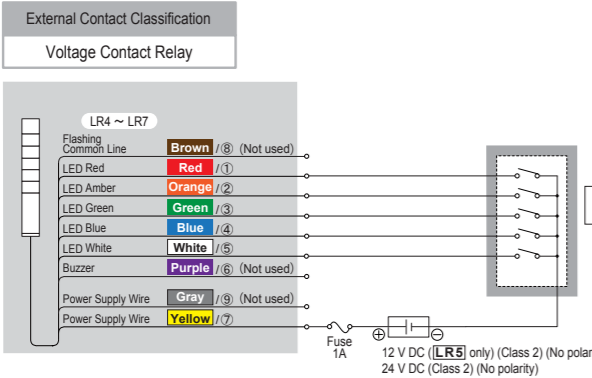 External Contact Classification
Voltage Contact Relay
LR4 ~ LR7
Flashing
Common Line Brown /⑧ (Not used)
LED Red Red /①
LED Amber Orange /②
LED Green Green /③
LED Blue Blue /④
LED White White /⑤
Buzzer Purple /⑥ (Not used)
Power Supply Wire Gray /⑨ (Not used)
Power Supply Wire Yellow /⑦
Fuse
1A
⊕ ⊖
12 V DC (LR5 only) (Class 2) (No polar
24 V DC (Class 2) (No polarity)